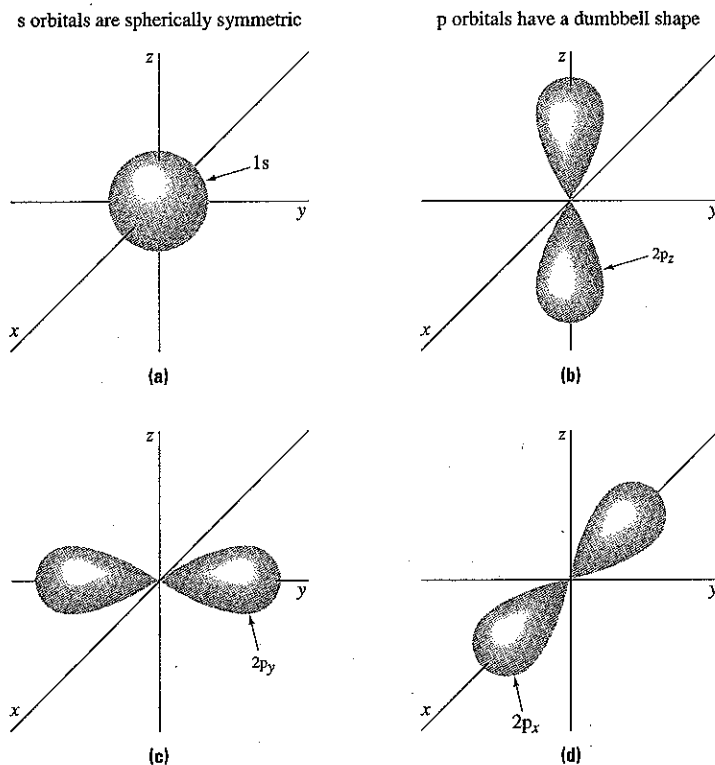 s orbitals are spherically symmetric
p orbitals have a dumbbell shape
z
1s
y
x
(a)
z
2pz
y
x
(b)
z
y
2py
x
(c)
z
y
2px
x
(d)